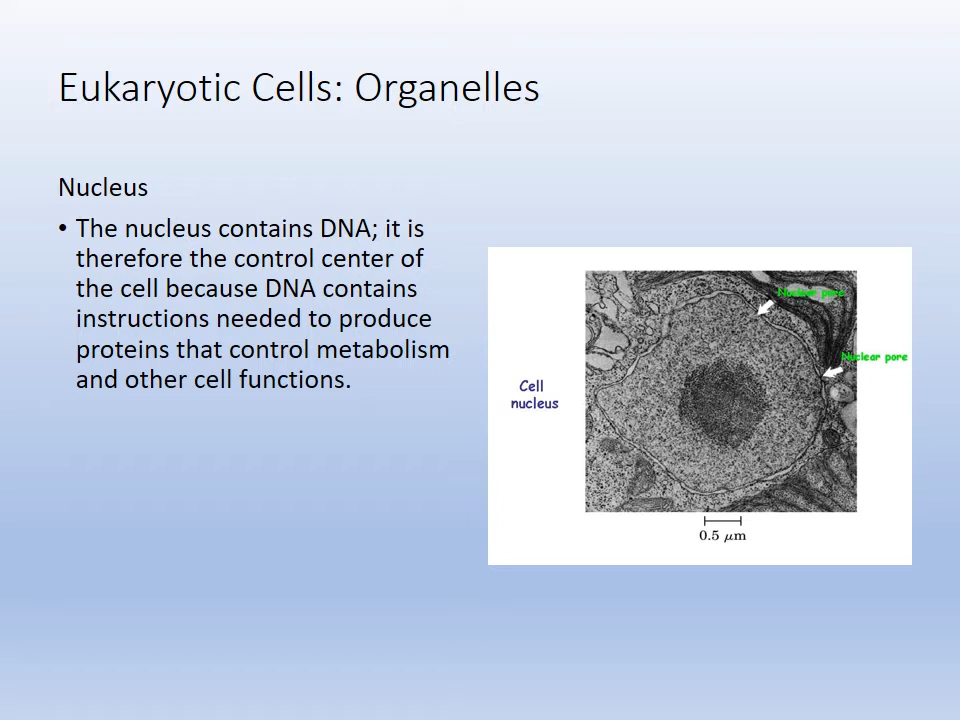 Eukaryotic Cells: Organelles
Nucleus
• The nucleus contains DNA; it is
therefore the control center of
the cell because DNA contains
instructions needed to produce
proteins that control metabolism
and other cell functions.
Nuclear pore
Nuclear pore
Cell
nucleus
0.5 μm